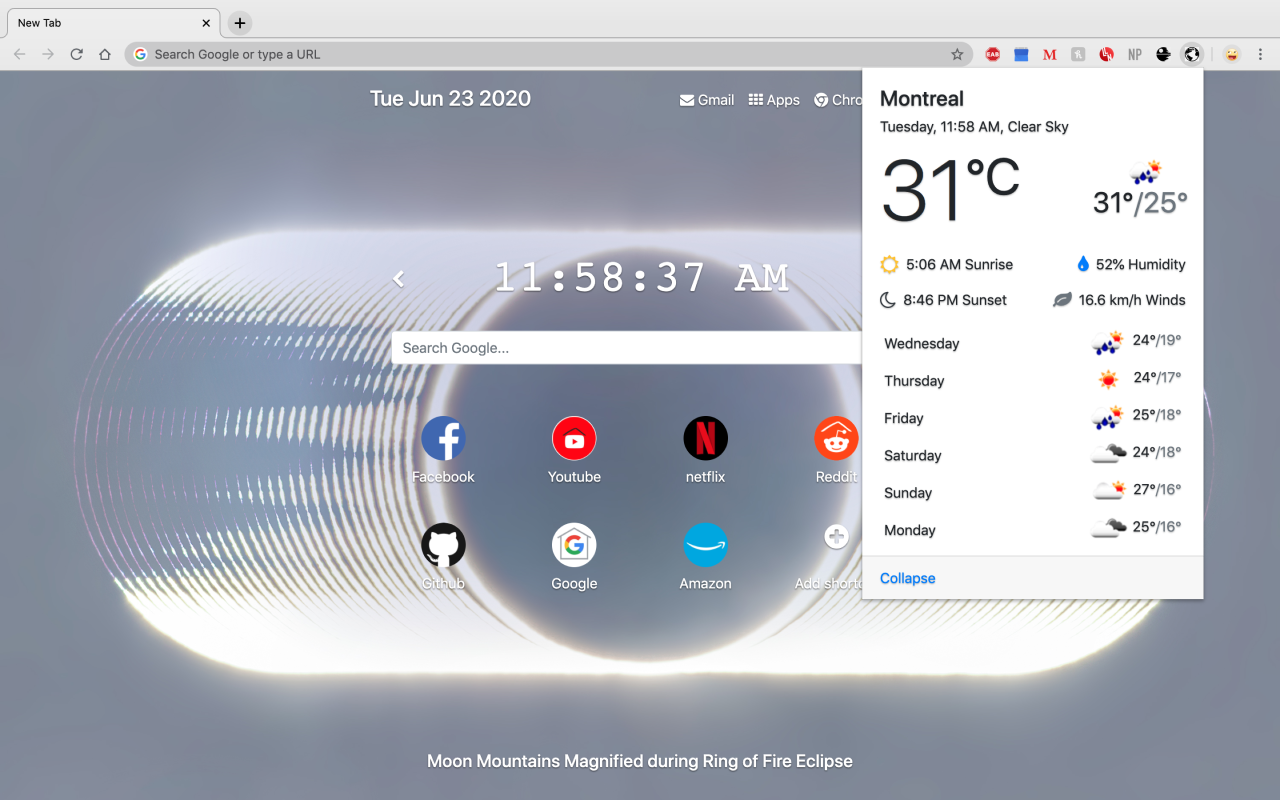 New Tab
Search Google or type a URL
M
NP
Tue Jun 23 2020
Gmail
Apps
Chro
11:58:37 AM
Search Google...
Facebook
Youtube
netflix
Reddit
Github
Google
Amazon
Add short
Moon Mountains Magnified during Ring of Fire Eclipse
Montreal
Tuesday, 11:58 AM, Clear Sky
31°C
31°/25°
5:06 AM Sunrise
52% Humidity
8:46 PM Sunset
16.6 km/h Winds
Wednesday 24°/19°
Thursday 24°/17°
Friday 25°/18°
Saturday 24°/18°
Sunday 27°/16°
Monday 25°/16°
Collapse